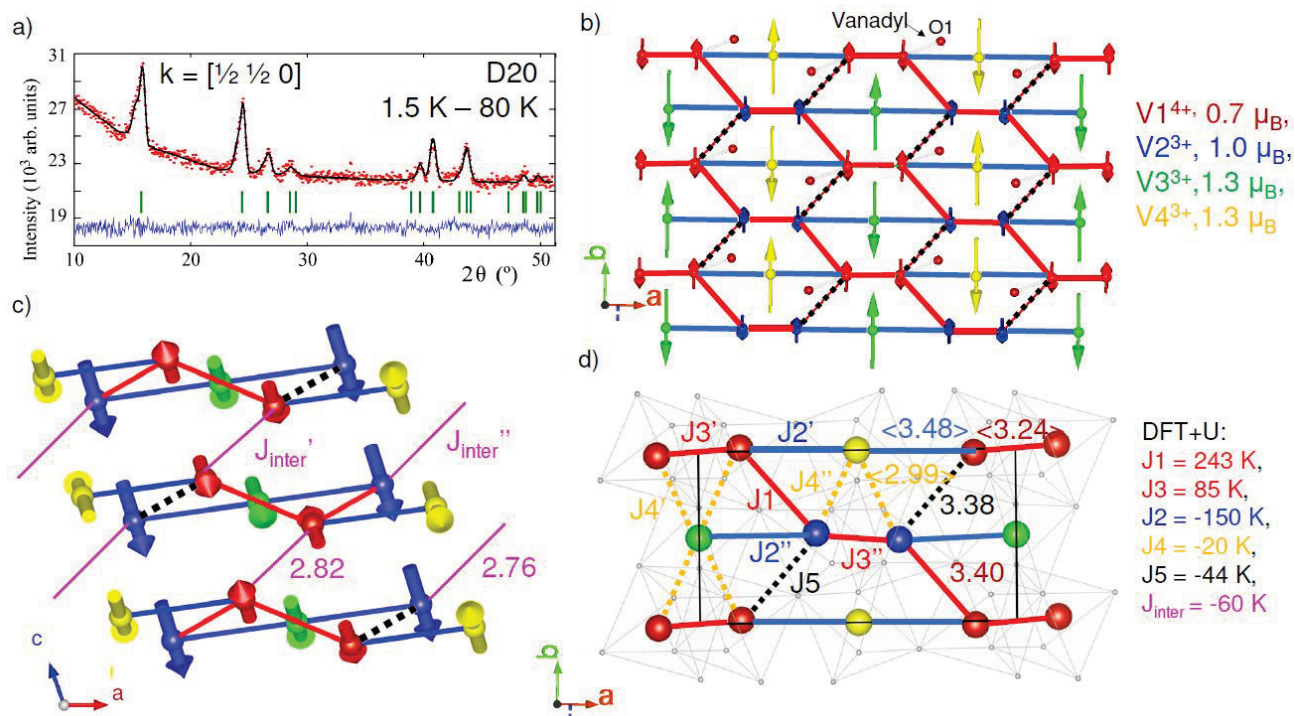 a)
31
27
23
19
Intensity (10³ arb. units)
k = [½ ½ 0]
D20
1.5 K – 80 K
10
20
30
40
50
2θ (º)
b)
Vanadyl
O1
b
a
V1⁴⁺, 0.7 μB,
V2³⁺, 1.0 μB,
V3³⁺,1.3 μB,
V4³⁺, 1.3 μB
c)
Jinter'
Jinter''
2.82
2.76
c
a
b
a
d)
J3'
J2'
<3.48>
<3.24>
J4'
J1
J4''
<2.99>
3.38
J2''
J3''
J5
3.40
DFT+U:
J1 = 243 K,
J3 = 85 K,
J2 = -150 K,
J4 = -20 K,
J5 = -44 K,
Jinter = -60 K